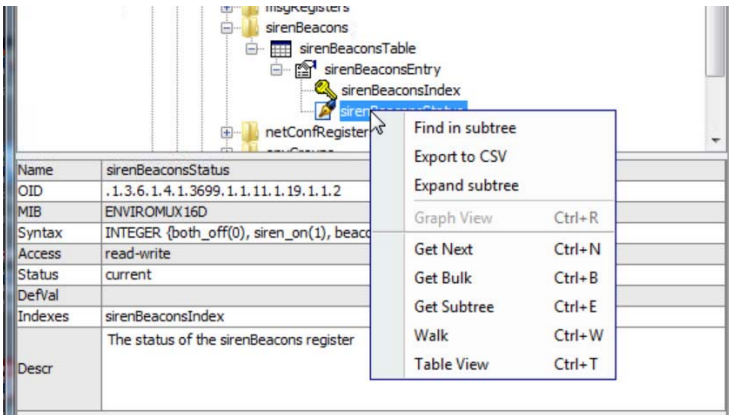 msgRegisters
sirenBeacons
sirenBeaconsTable
sirenBeaconsEntry
sirenBeaconsIndex
netConfRegister
Find in subtree
Export to CSV
Expand subtree
Graph View Ctrl+R
Get Next Ctrl+N
Get Bulk Ctrl+B
Get Subtree Ctrl+E
Walk Ctrl+W
Table View Ctrl+T
Name sirenBeaconsStatus
OID .1.3.6.1.4.1.3699.1.1.11.1.19.1.1.2
MIB ENVIROMUX16D
Syntax INTEGER {both_off(0), siren_on(1), beac
Access read-write
Status current
DefVal
Indexes sirenBeaconsIndex
Descr The status of the sirenBeacons register